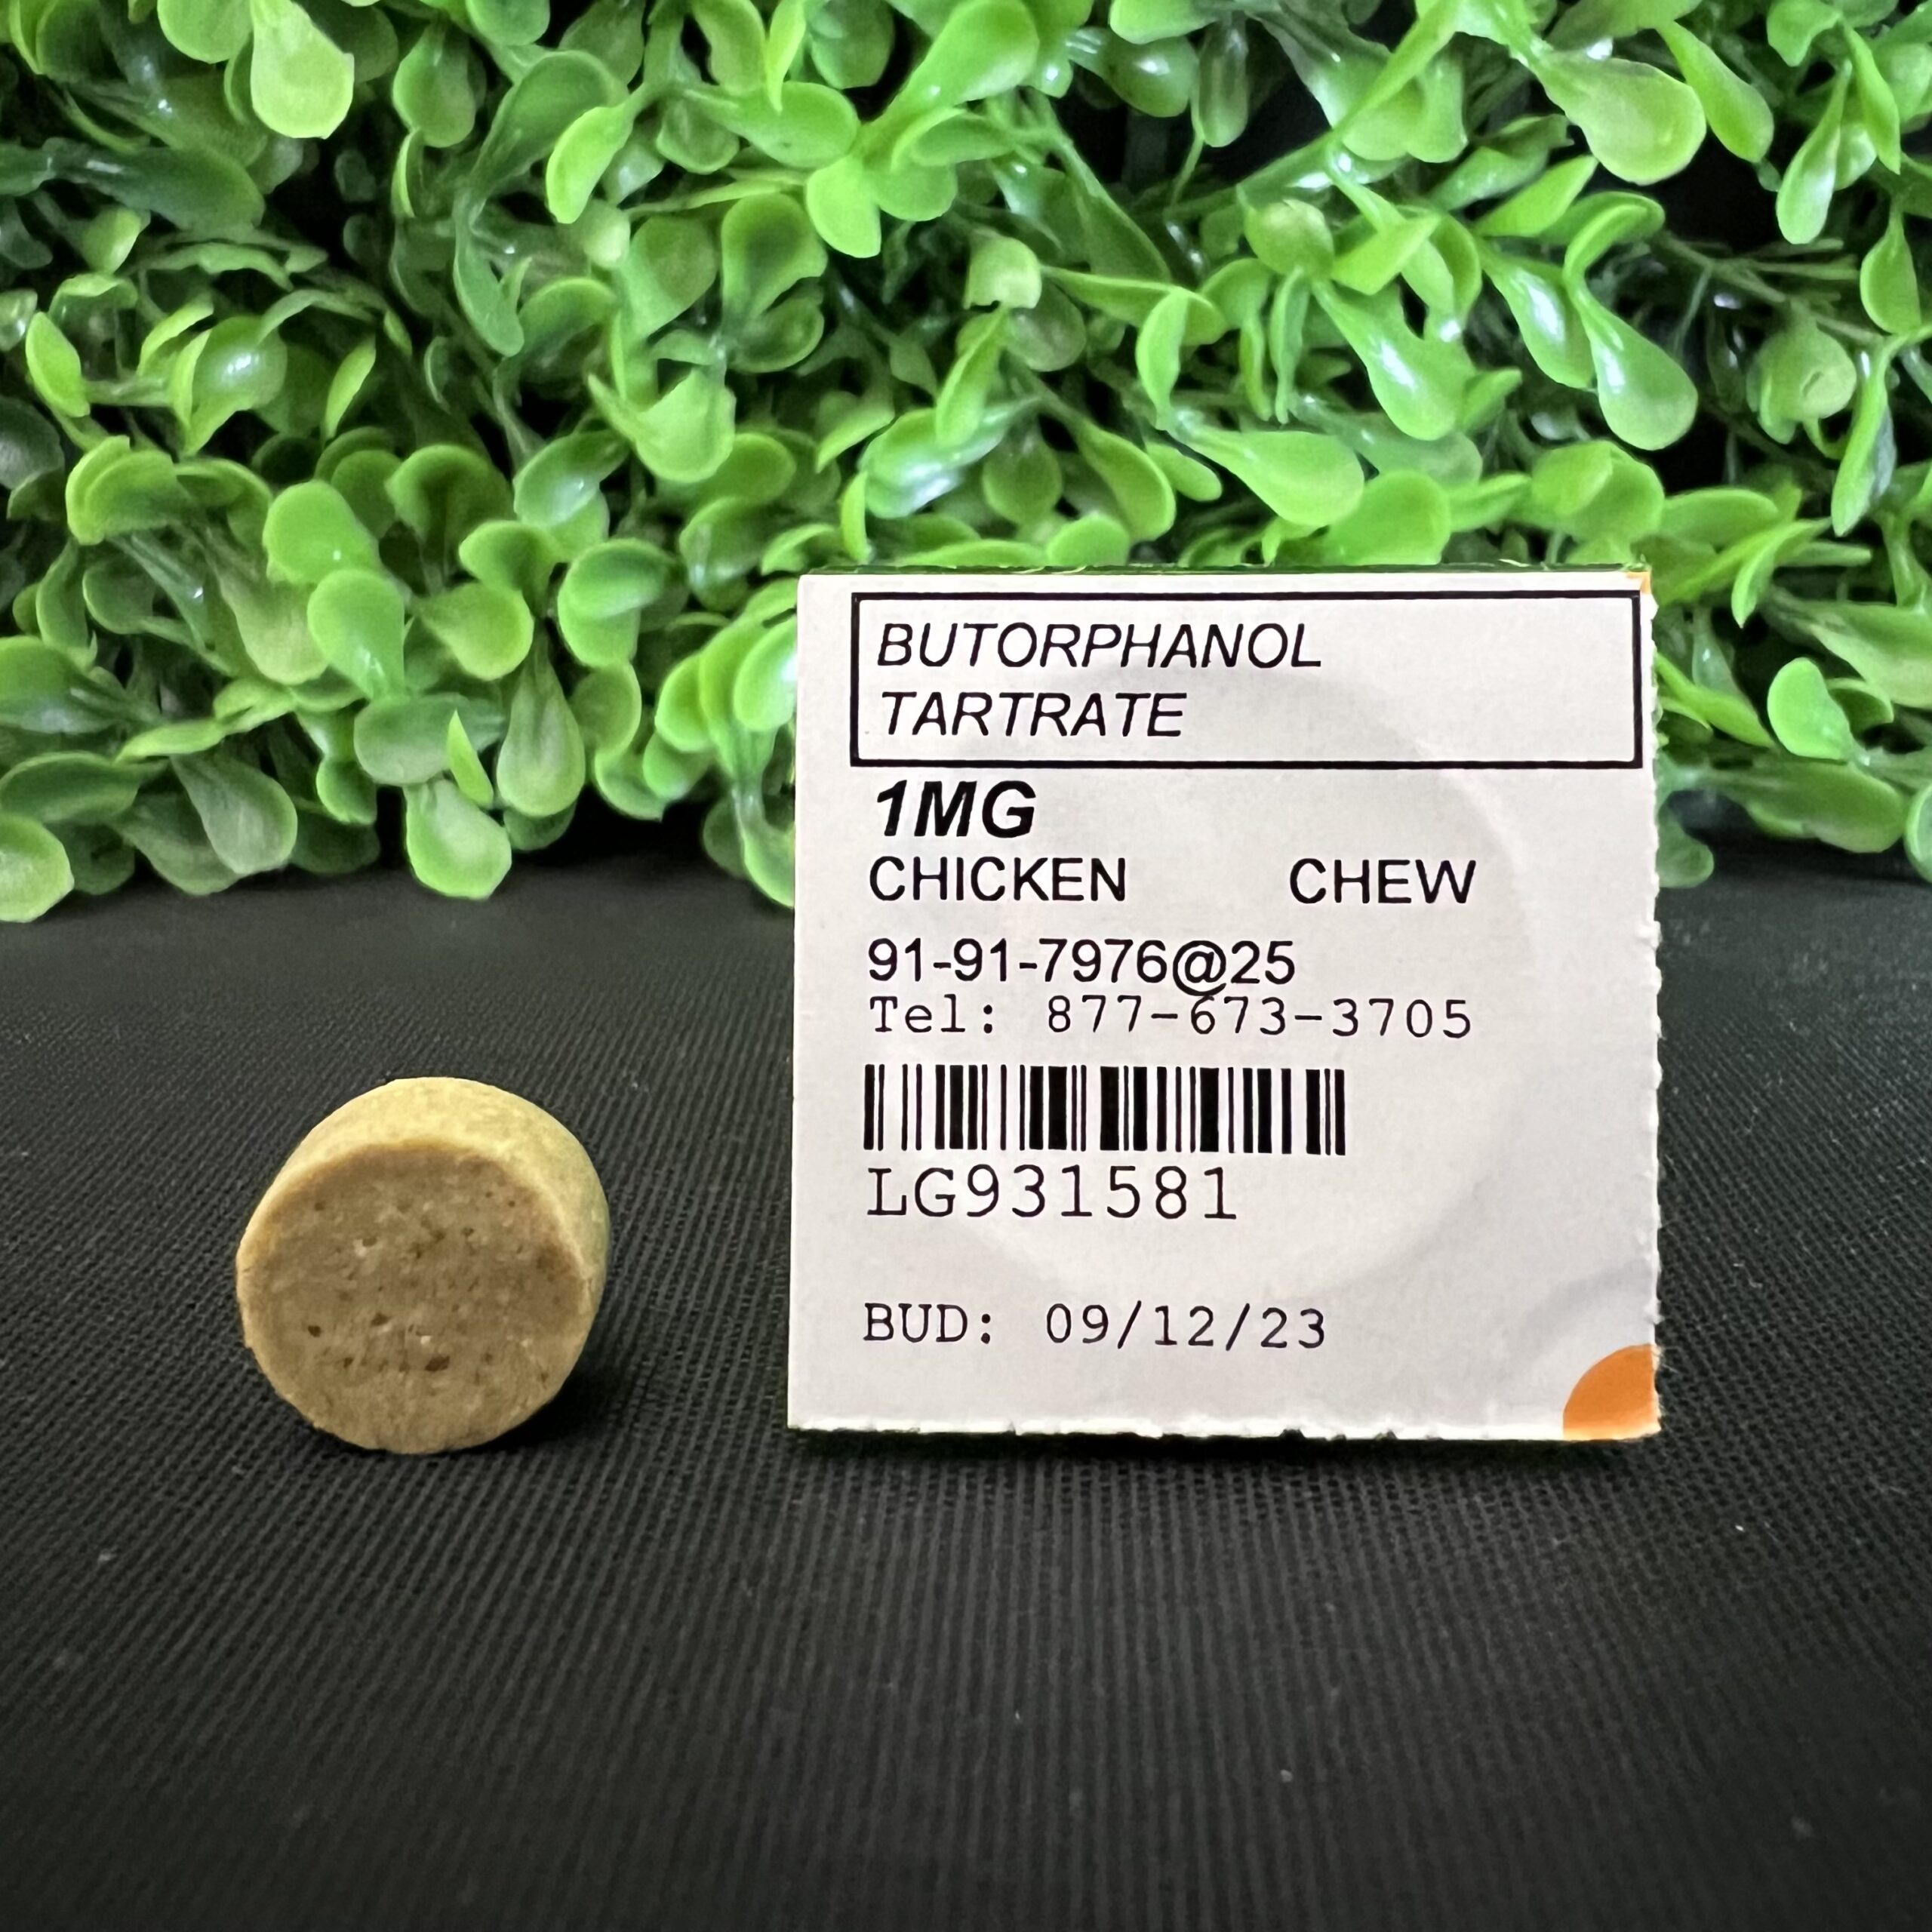 BUTORPHANOL
TARTRATE
1MG
CHICKEN CHEW
91-91-7976@25
Tel: 877-673-3705
LG931581
BUD: 09/12/23